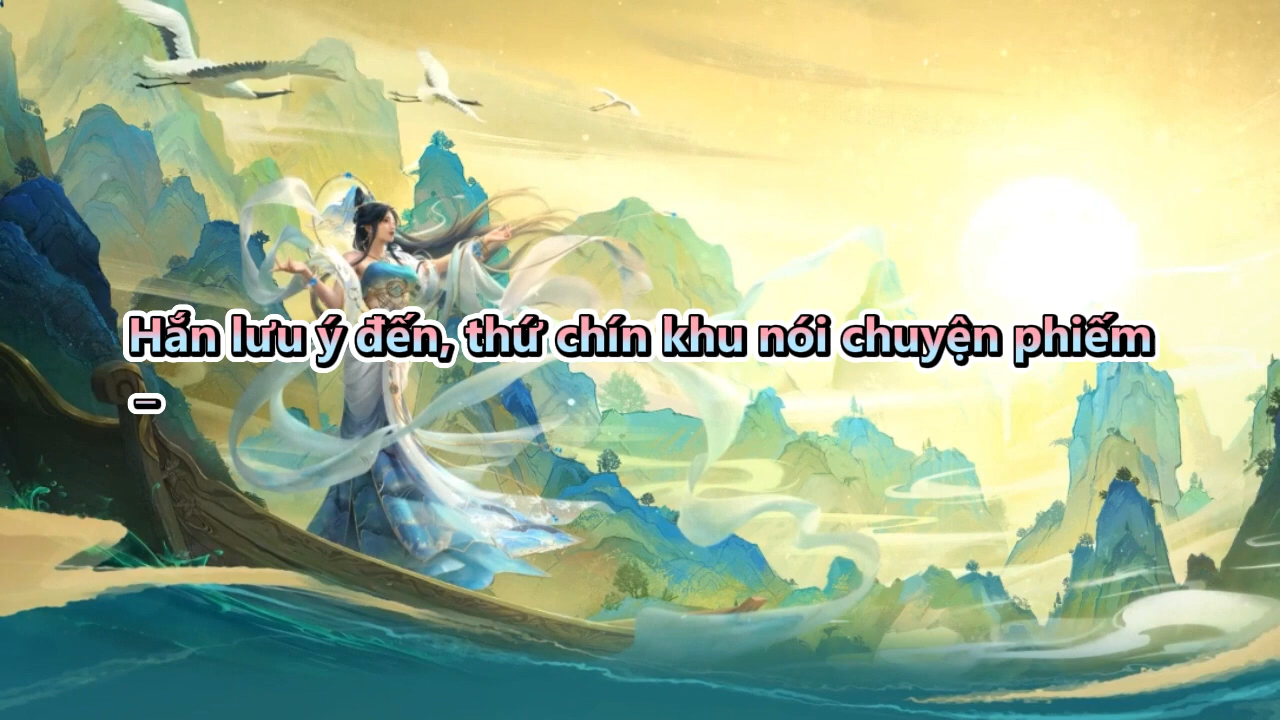 Hắn lưu ý đến, thứ chín khu nói chuyện phiếm
–